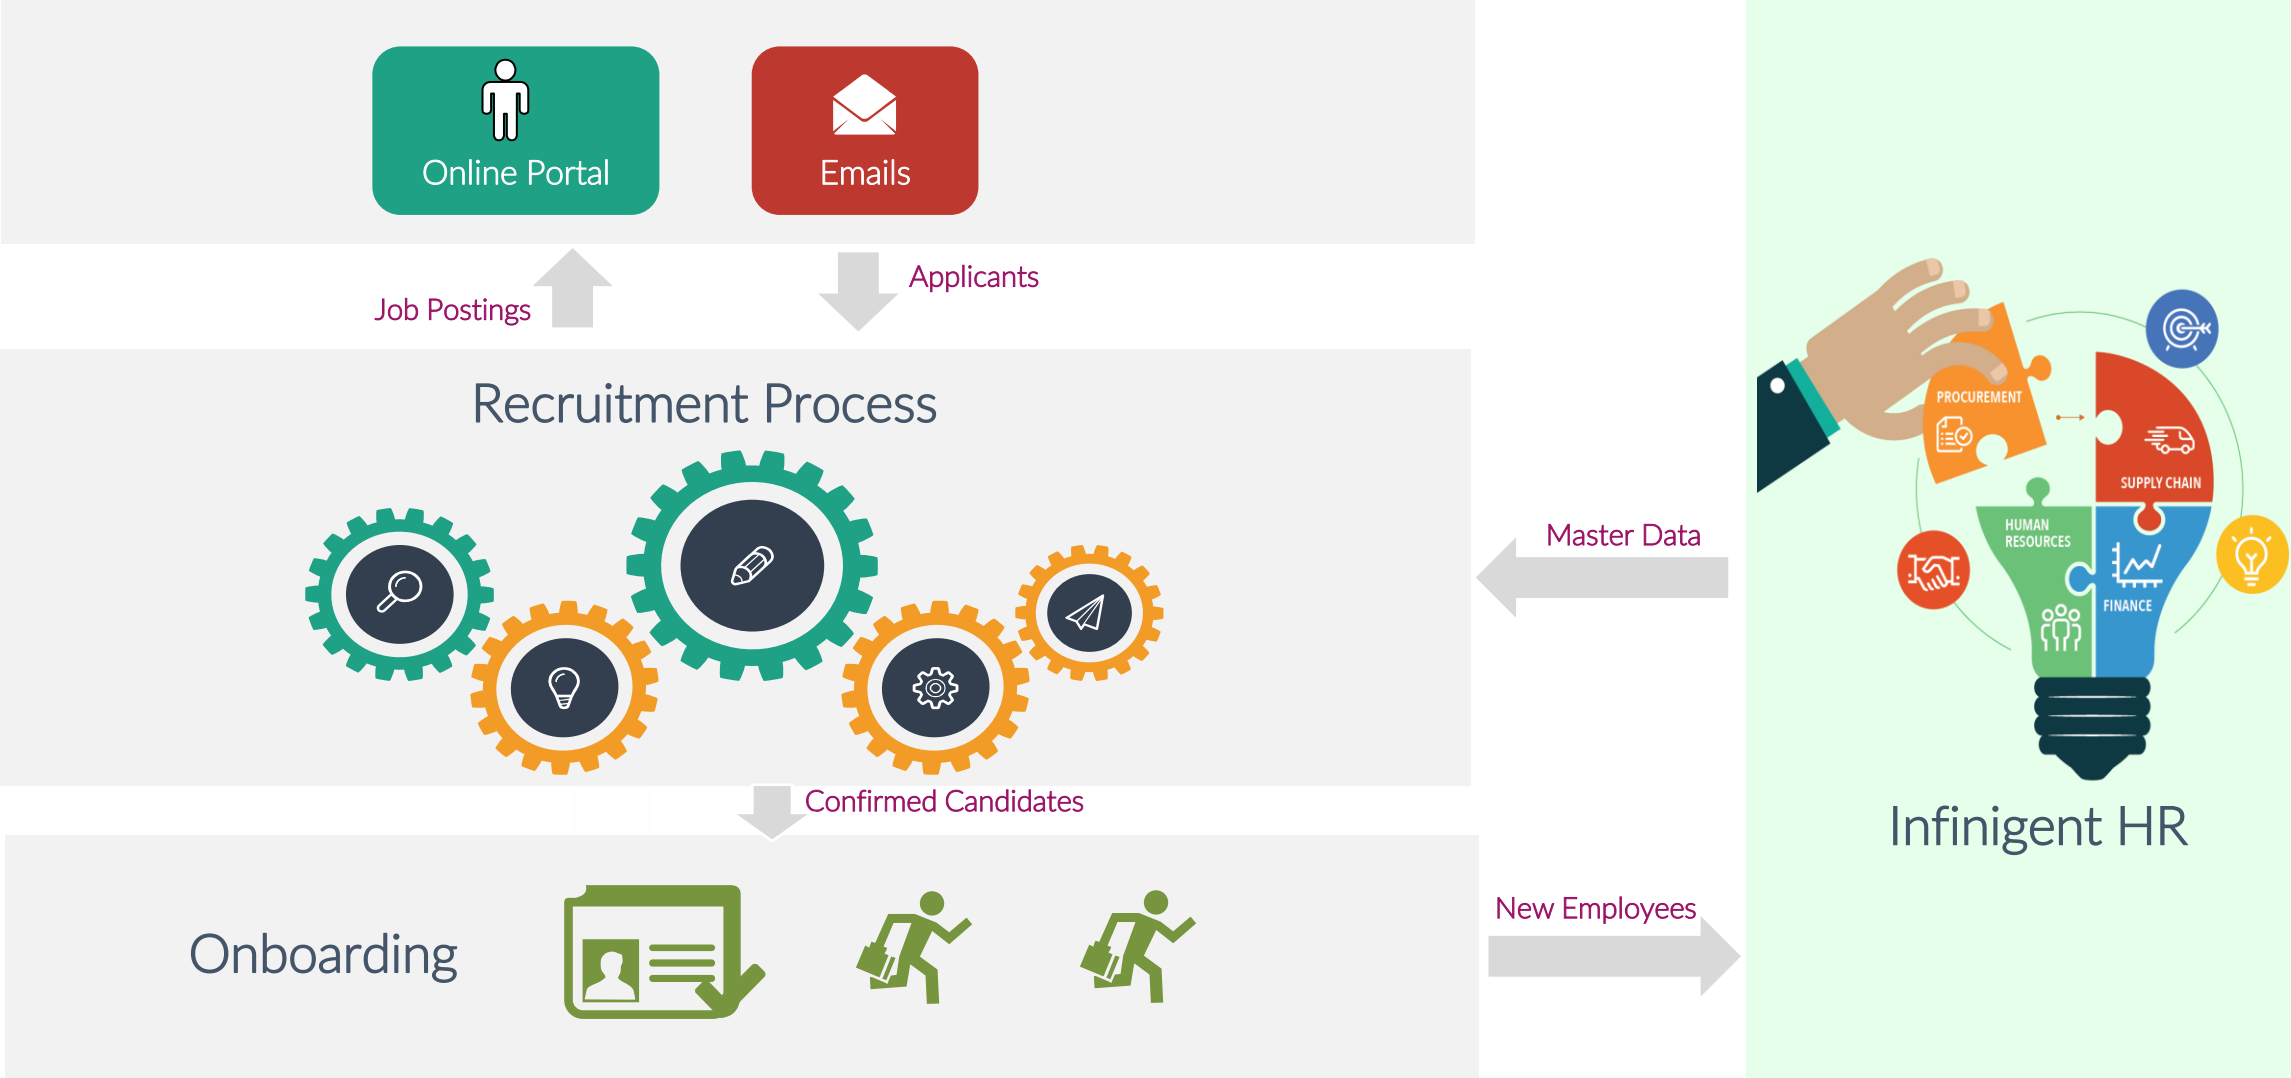 Online Portal
Emails
Job Postings
Applicants
Recruitment Process
Confirmed Candidates
Onboarding
Master Data
New Employees
PROCUREMENT
SUPPLY CHAIN
HUMAN
RESOURCES
FINANCE
Infinigent HR